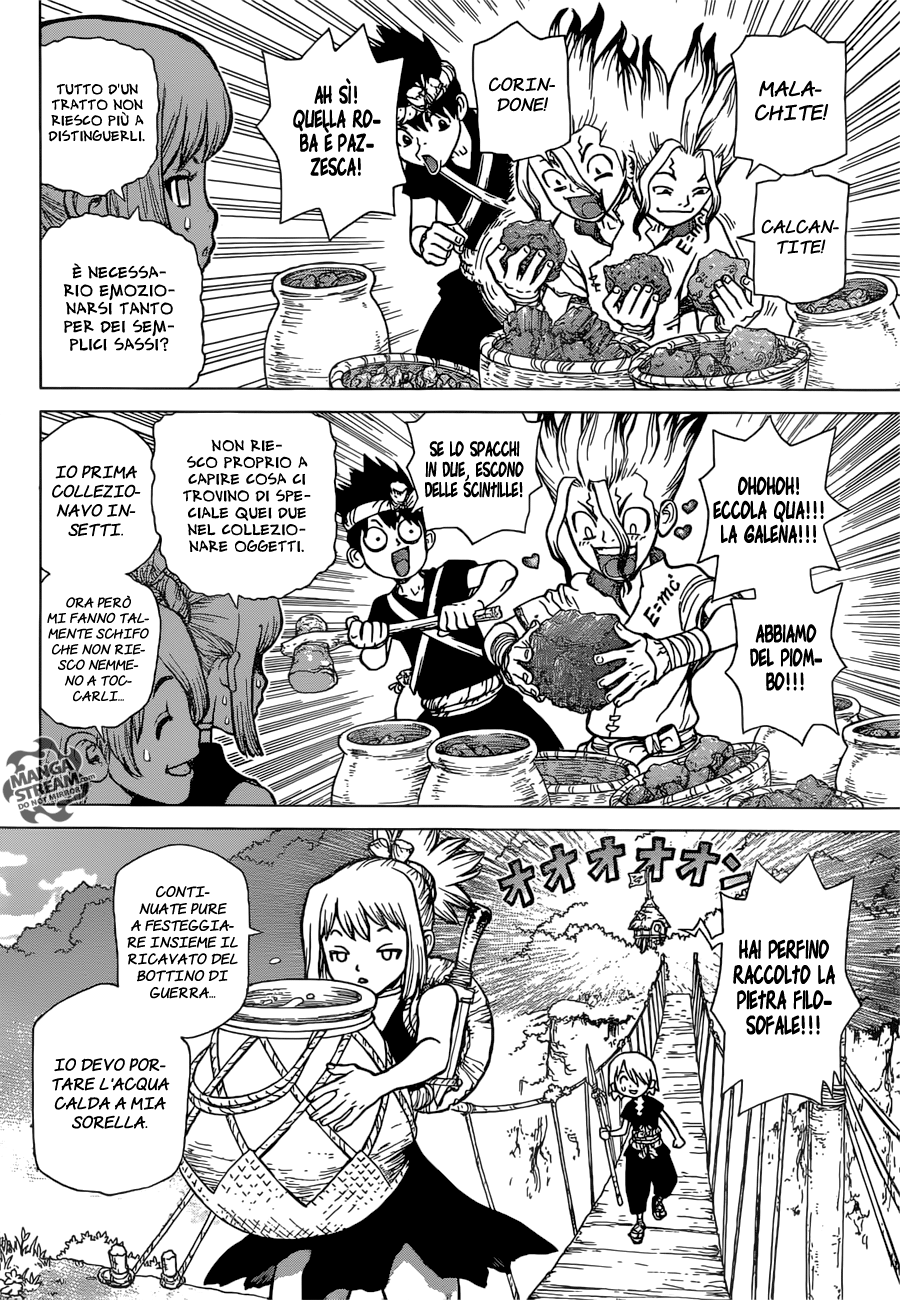 MALA-
CHITE!
CALCAN-
TITE!
CORIN-
DONE!
AH SÌ!
QUELLA RO-
BA È PAZ-
ZESCA!
TUTTO D'UN
TRATTO NON
RIESCO PIÙ A
DISTINGUERLI.
È NECESSA-
RIO EMOZIO-
NARSI TANTO
PER DEI SEM-
PLICI SASSI?
E=mc²
OHOHOH!
ECCOLA QUA!!!
LA GALENA!!!
ABBIAMO
DEL PIOM-
BO!!!
E=mc²
SE LO SPACCHI
IN DUE, ESCONO
DELLE SCINTILLE!
NON RIE-
SCO PROPRIO A
CAPIRE COSA CI
TROVINO DI SPE-
CIALE QUEI DUE
NEL COLLEZIO-
NARE OGGETTI.
IO PRIMA
COLLEZIO-
NAVO IN-
SETTI.
ORA PERÒ
MI FANNO TAL-
MENTE SCHIFO
CHE NON RIE-
SCO NEMME-
NO A TOC-
CARLI...
MANGA
STREAM.com
DO NOT MIRROR
HAI PERFINO
RACCOLTO LA
PIETRA FILO-
SOFALE!!!
オオオオオン
CONTI-
NUATE PURE
A FESTEGGIA-
RE INSIEME IL
RICAVATO DEL
BOTTINO DI
GUERRA...
IO DEVO POR-
TARE L'ACQUA
CALDA A MIA
SORELLA.